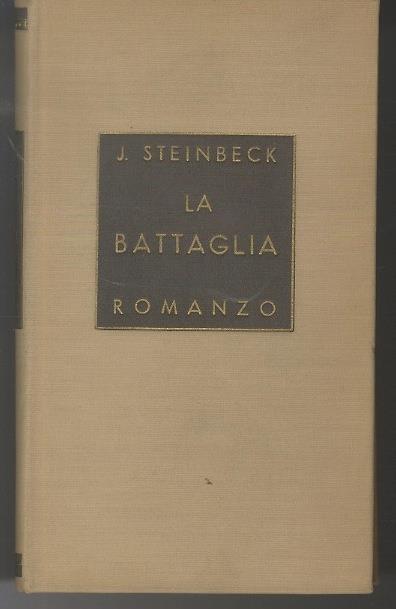 J. STEINBECK
LA
BATTAGLIA
ROMANZO